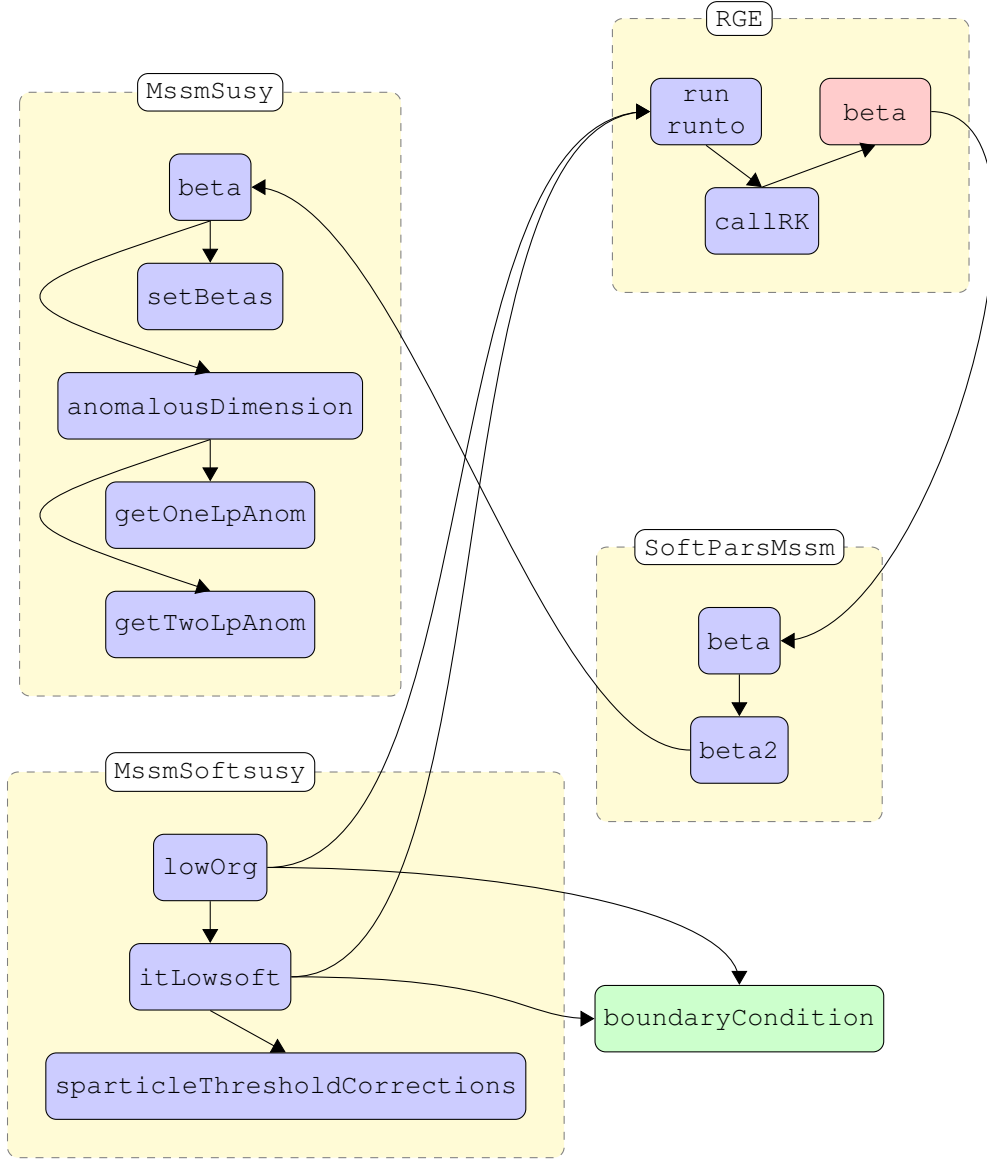 RGE
run
runto
beta
callRK
MssmSusy
beta
setBetas
anomalousDimension
getOneLpAnom
getTwoLpAnom
SoftParsMssm
beta
beta2
MssmSoftsusy
lowOrg
itLowsoft
sparticleThresholdCorrections
boundaryCondition